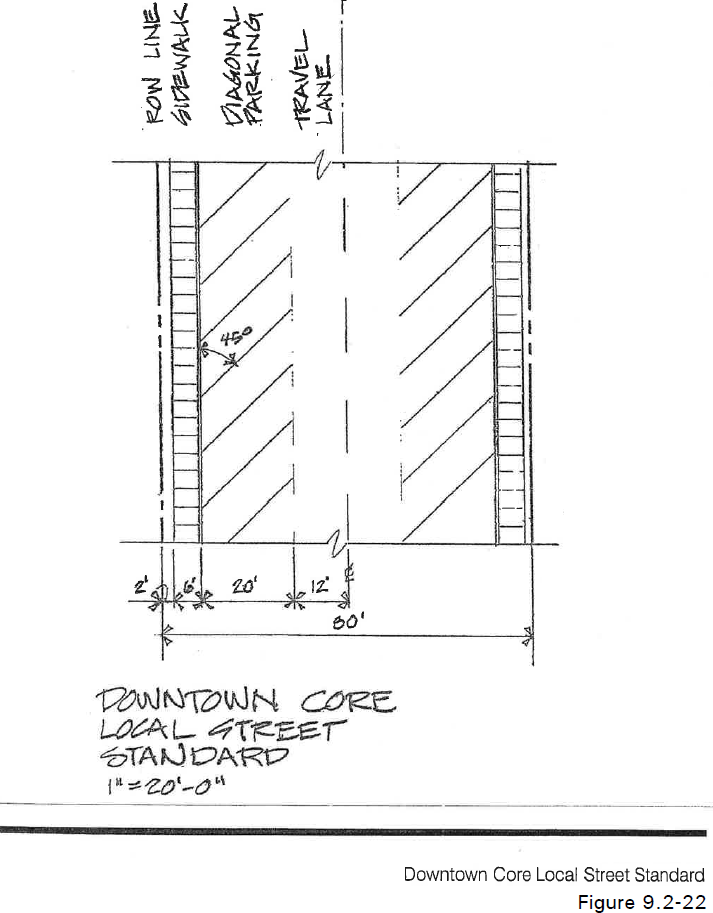 ROW LINE
SIDEWALK
DIAGONAL
PARKING
TRAVEL
LANE
45°
2'
6'
20'
12'
80'
DOWNTOWN CORE
LOCAL STREET
STANDARD
1"=20'-0"
Downtown Core Local Street Standard
Figure 9.2-22